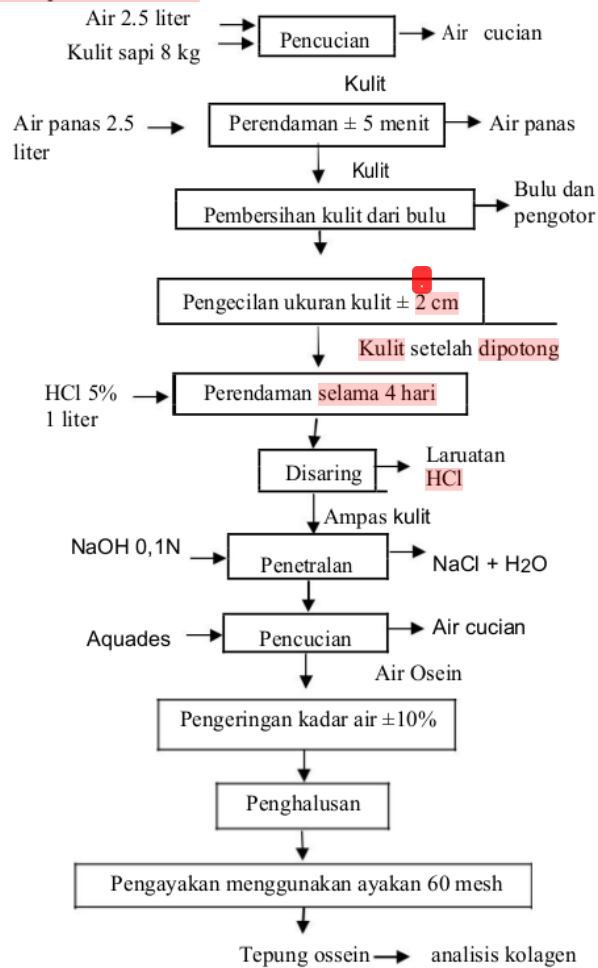 Air 2.5 liter
Kulit sapi 8 kg
Pencucian
Air cucian
Kulit
Air panas 2.5
liter
Perendaman ± 5 menit
Air panas
Kulit
Pembersihan kulit dari bulu
Bulu dan
pengotor
Pengecilan ukuran kulit ± 2 cm
Kulit setelah dipotong
HCl 5%
1 liter
Perendaman selama 4 hari
Disaring
Laruatan
HCl
Ampas kulit
NaOH 0,1N
Penetralan
NaCl + H2O
Aquades
Pencucian
Air cucian
Air Osein
Pengeringan kadar air ±10%
Penghalusan
Pengayakan menggunakan ayakan 60 mesh
Tepung ossein
analisis kolagen